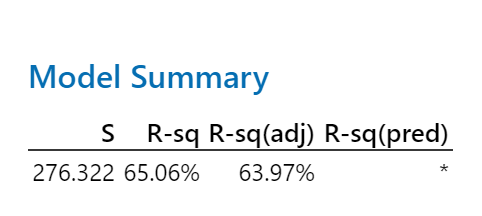 Model Summary
S R-sq R-sq(adj) R-sq(pred)
276.322 65.06% 63.97% *